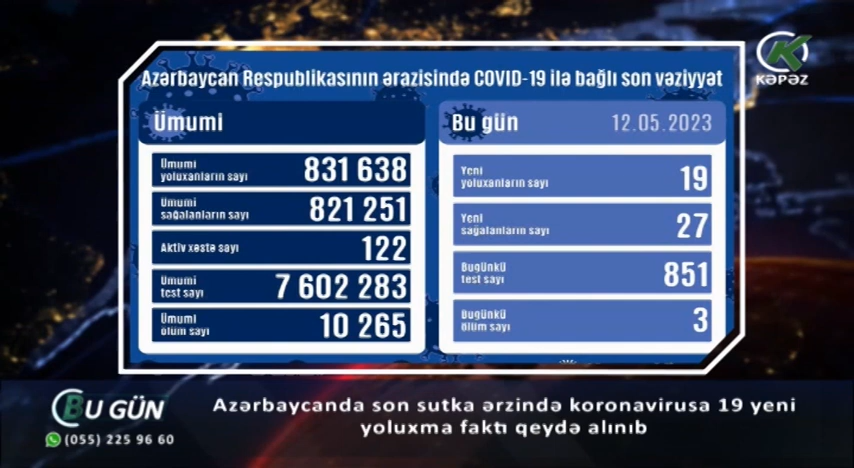 KƏPƏZ
Azərbaycan Respublikasının ərazisində COVID-19 ilə bağlı son vəziyyət
Ümumi
Ümumi
yoluxanların sayı
831 638
Ümumi
sağalanların sayı
821 251
Aktiv xəstə sayı
122
Ümumi
test sayı
7 602 283
Ümumi
ölüm sayı
10 265
Bu gün
12.05.2023
Yeni
yoluxanların sayı
19
Yeni
sağalanların sayı
27
Bugünkü
test sayı
851
Bugünkü
ölüm sayı
3
BU GÜN
(055) 225 96 60
Azərbaycanda son sutka ərzində koronavirusa 19 yeni
yoluxma faktı qeydə alınıb